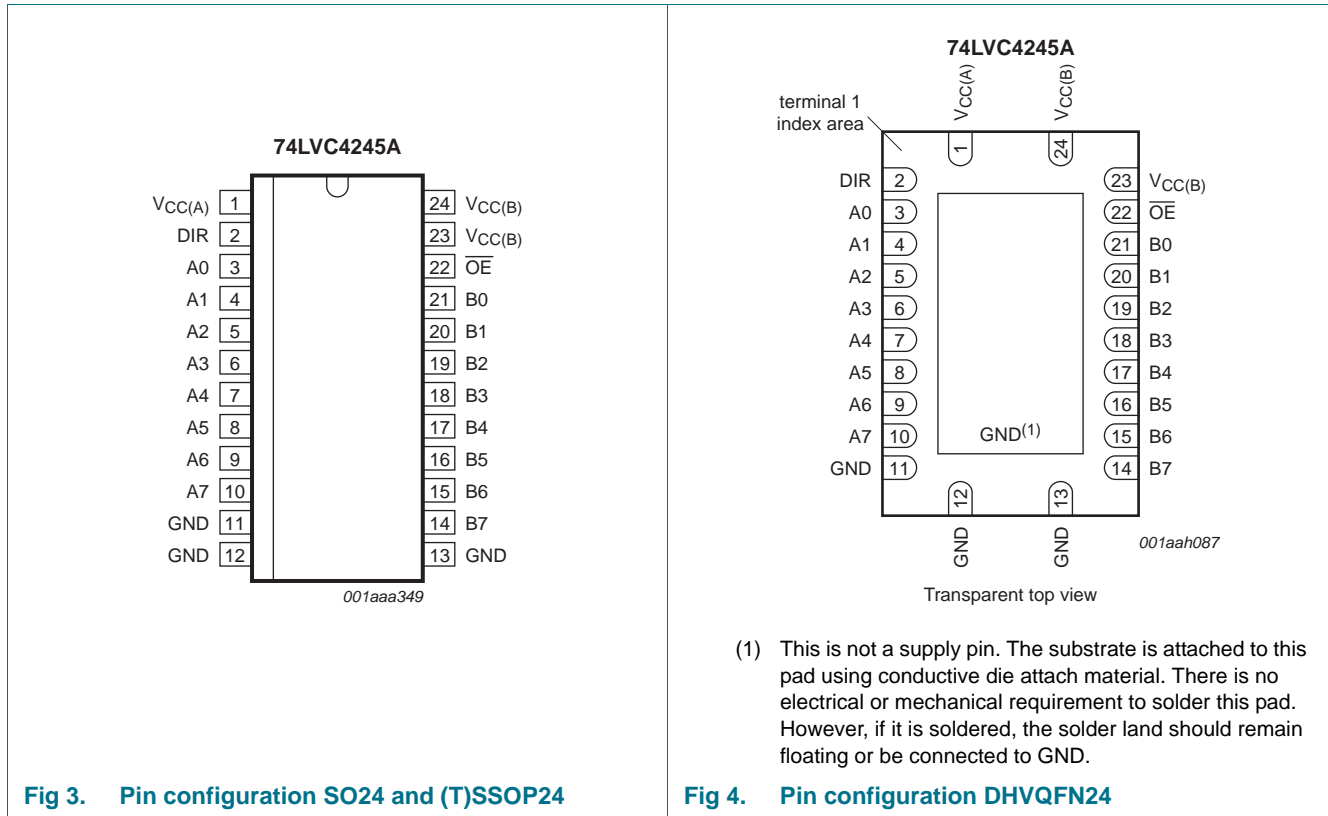 74LVC4245A
VCC(A) 1
DIR 2
A0 3
A1 4
A2 5
A3 6
A4 7
A5 8
A6 9
A7 10
GND 11
GND 12
24 VCC(B)
23 VCC(B)
22 OE
21 B0
20 B1
19 B2
18 B3
17 B4
16 B5
15 B6
14 B7
13 GND
001aaa349
Fig 3. Pin configuration SO24 and (T)SSOP24
74LVC4245A
terminal 1
index area
VCC(A)
VCC(B)
1
24
DIR 2
A0 3
A1 4
A2 5
A3 6
A4 7
A5 8
A6 9
A7 10
GND 11
23 VCC(B)
22 OE
21 B0
20 B1
19 B2
18 B3
17 B4
16 B5
15 B6
14 B7
GND(1)
12
13
GND
GND
001aah087
Transparent top view
(1) This is not a supply pin. The substrate is attached to this
pad using conductive die attach material. There is no
electrical or mechanical requirement to solder this pad.
However, if it is soldered, the solder land should remain
floating or be connected to GND.
Fig 4. Pin configuration DHVQFN24